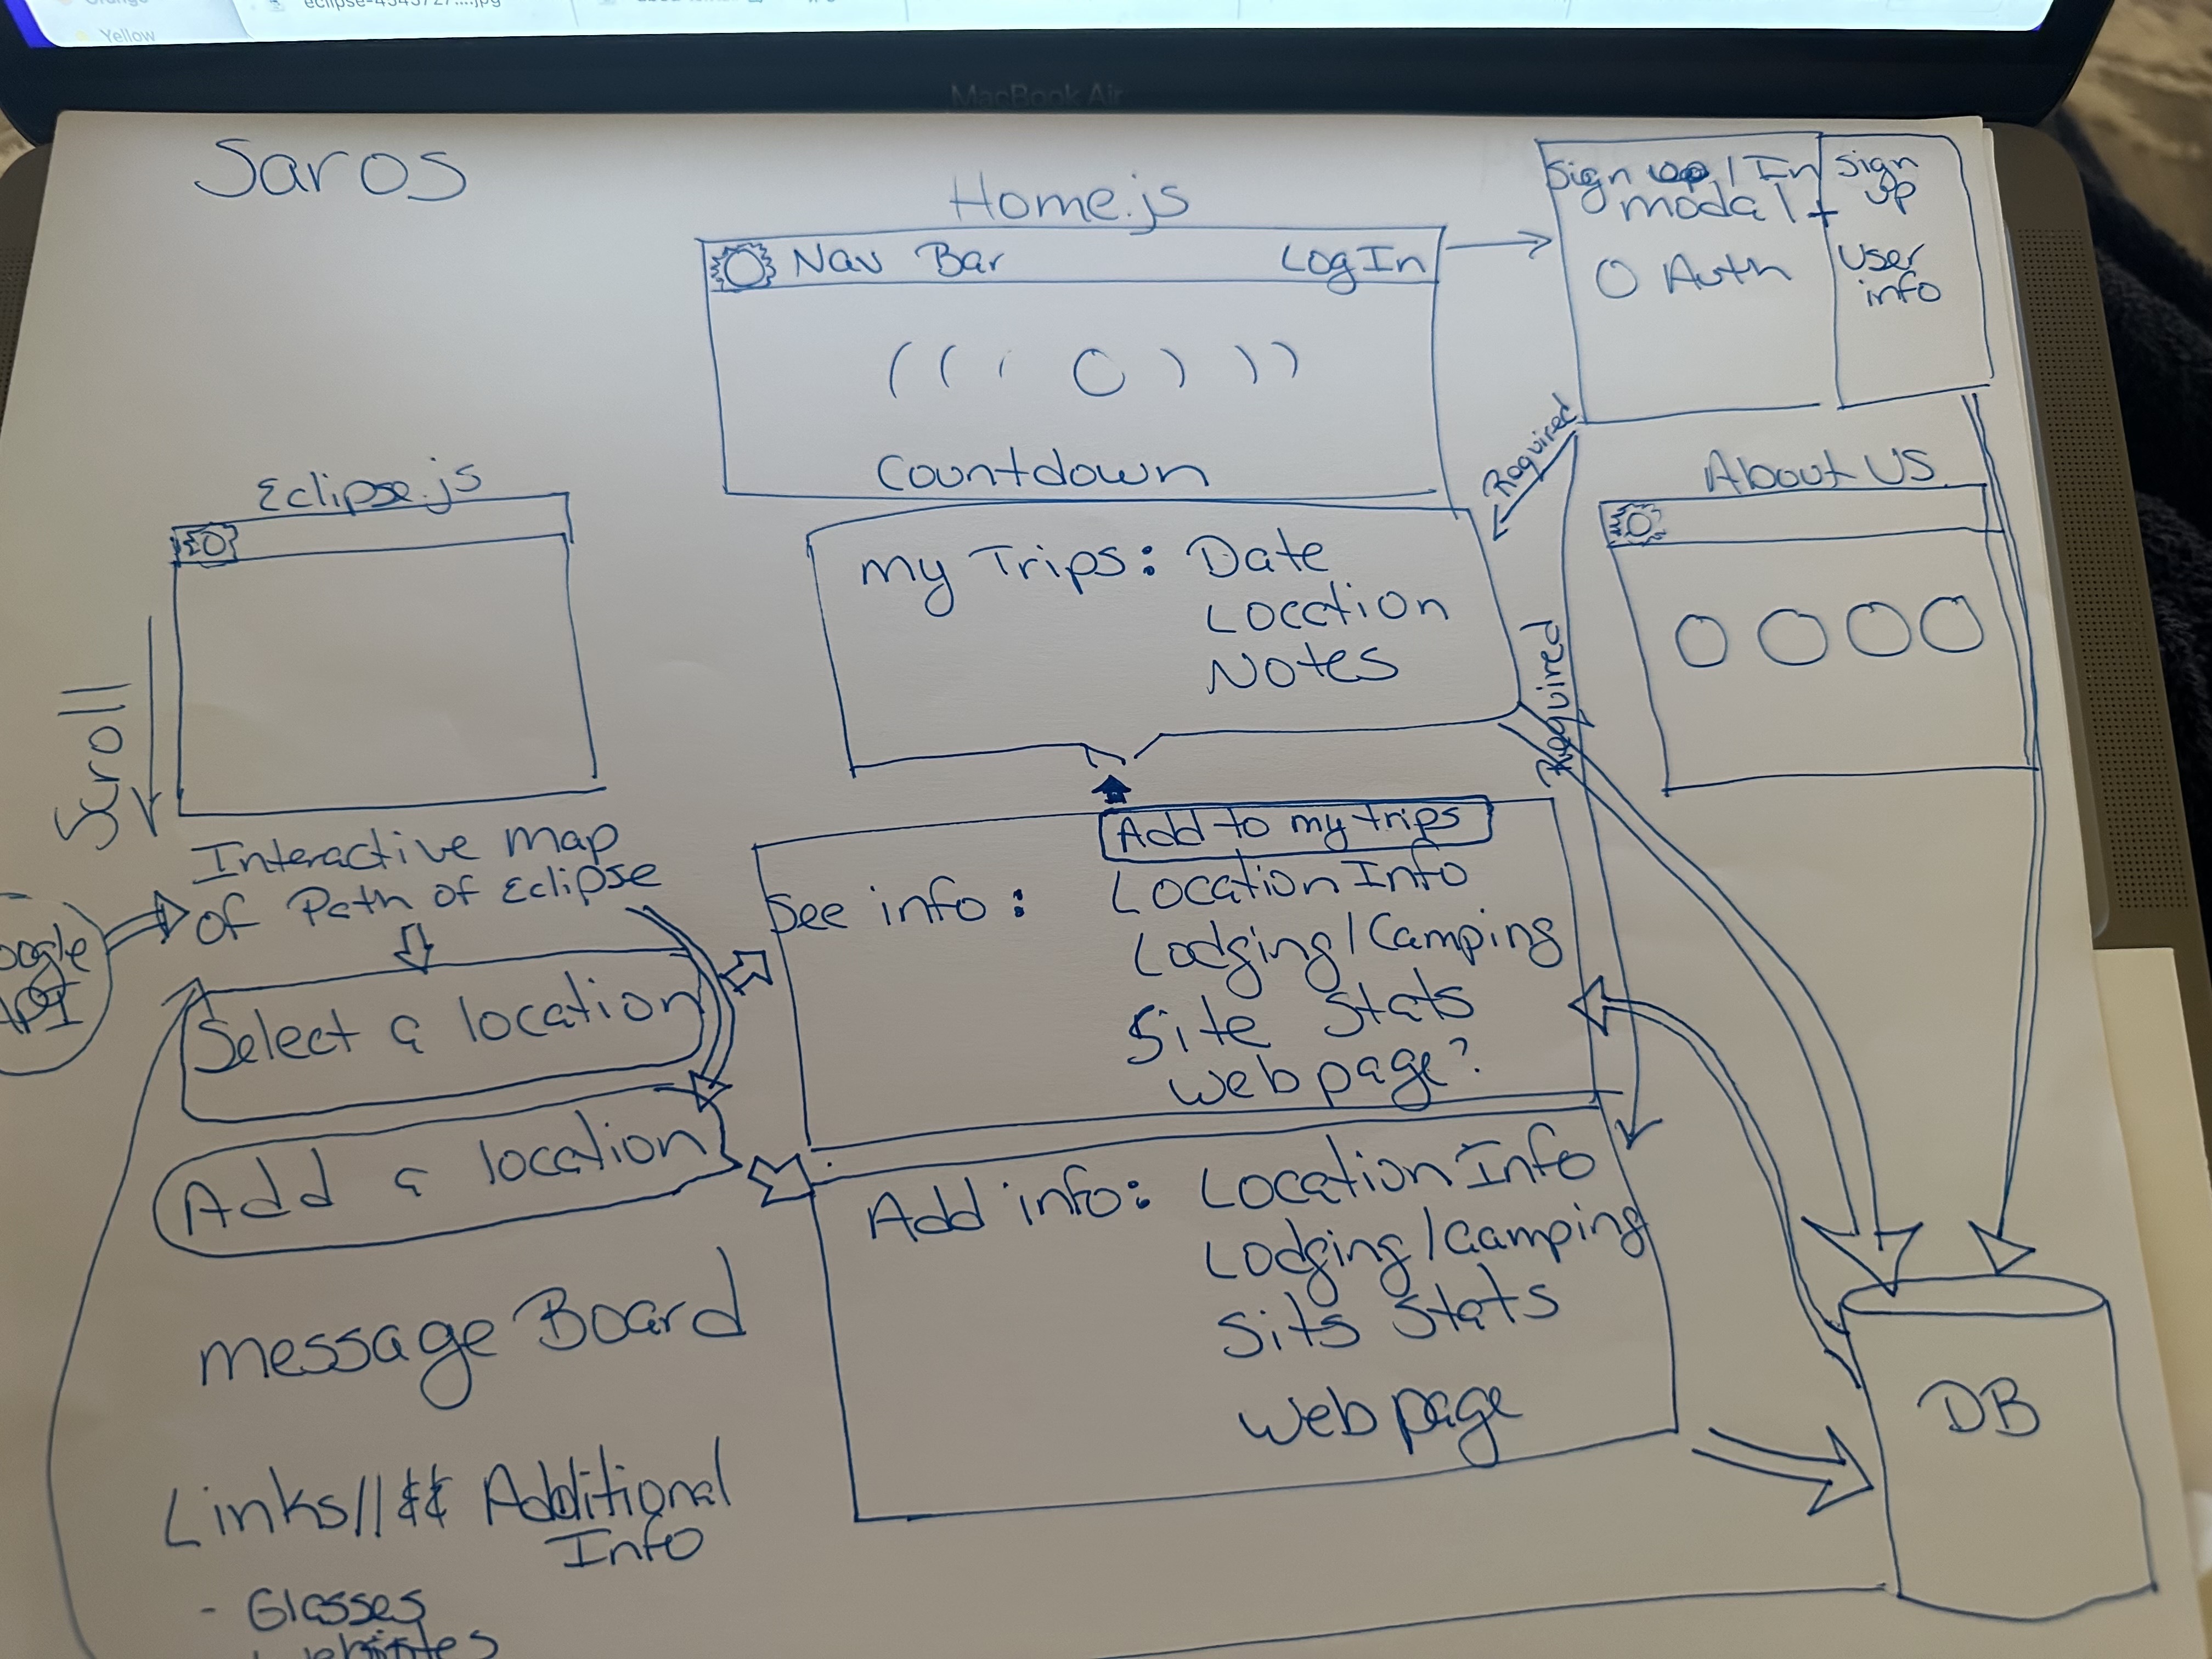 Orange
eclipse-4345727....jpg
Yellow
MacBook Air
Saros
Home.js
Nav Bar
Log In
Countdown
Sign up / In
modal
O Auth
Sign
up
User
info
Required
Required
About US
Eclipse.js
Scroll
My Trips: Date
Location
Notes
Interactive map
of Path of Eclipse
oogle
API
Select a location
Add a location
message Board
Links || && Additional
Info
- Glasses
Add to my trips
See info: Location Info
Lodging / Camping
Site Stats
web page?
Add info: Location Info
Lodging / Camping
Sits Stats
web page
DB